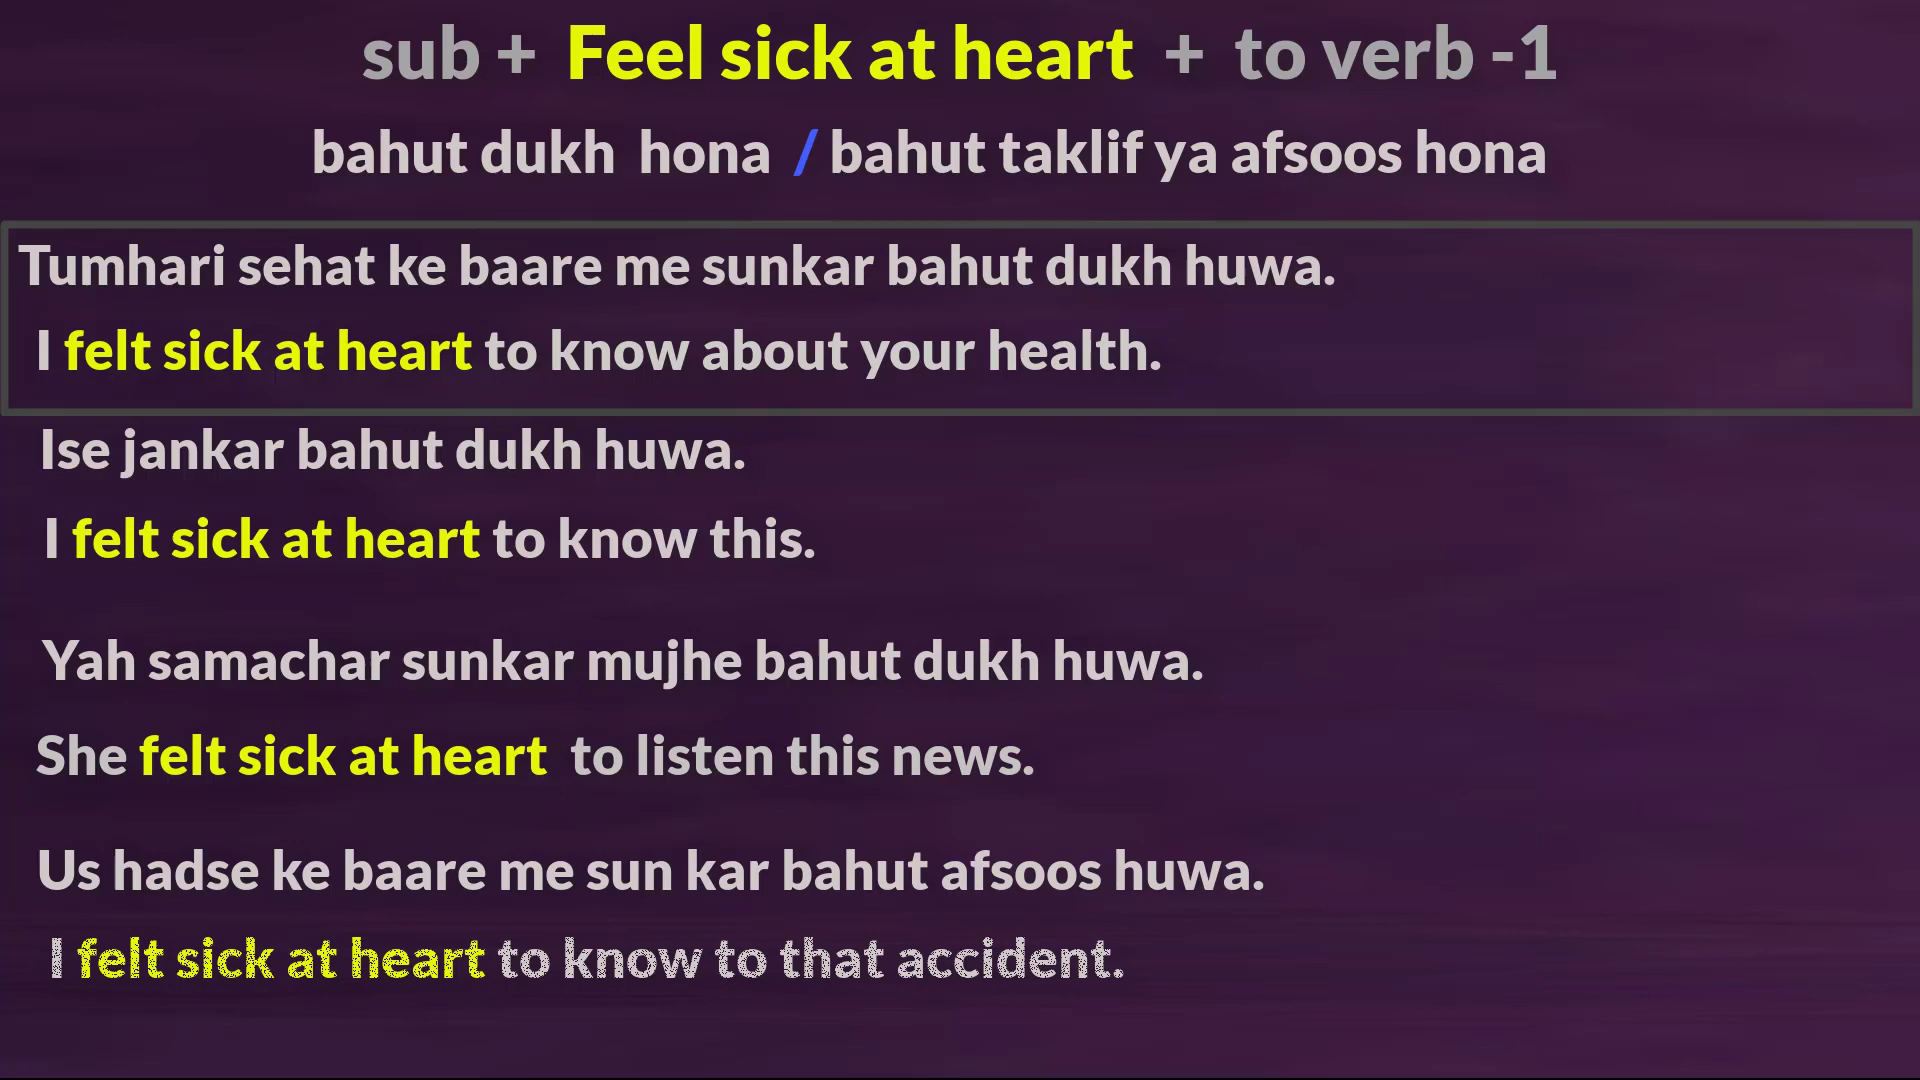 sub + Feel sick at heart + to verb -1
bahut dukh hona / bahut taklif ya afsoos hona
Tumhari sehat ke baare me sunkar bahut dukh huwa.
I felt sick at heart to know about your health.
Ise jankar bahut dukh huwa.
I felt sick at heart to know this.
Yah samachar sunkar mujhe bahut dukh huwa.
She felt sick at heart to listen this news.
Us hadse ke baare me sun kar bahut afsoos huwa.
I felt sick at heart to know to that accident.